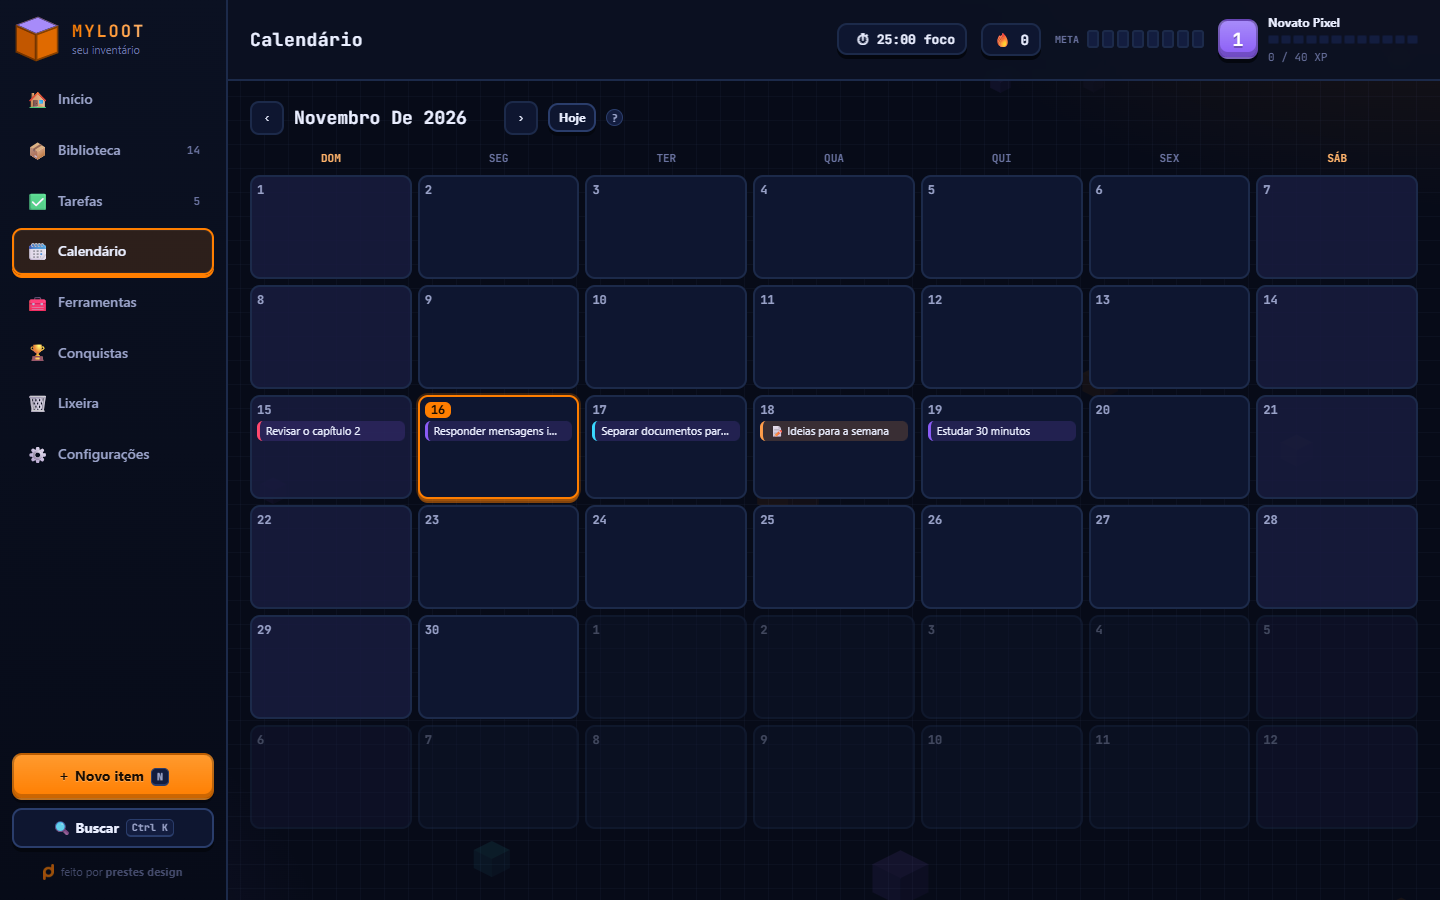 MYLOOT
seu inventário
Início
Biblioteca 14
Tarefas 5
Calendário
Ferramentas
Conquistas
Lixeira
Configurações
+ Novo item N
Buscar Ctrl K
feito por prestes design
Calendário
25:00 foco
0
META
1
Novato Pixel
0 / 40 XP
‹ Novembro De 2026 › Hoje ?
DOM SEG TER QUA QUI SEX SÁB
1 2 3 4 5 6 7
8 9 10 11 12 13 14
15 16 17 18 19 20 21
Revisar o capítulo 2
Responder mensagens i...
Separar documentos par...
Ideias para a semana
Estudar 30 minutos
22 23 24 25 26 27 28
29 30 1 2 3 4 5
6 7 8 9 10 11 12